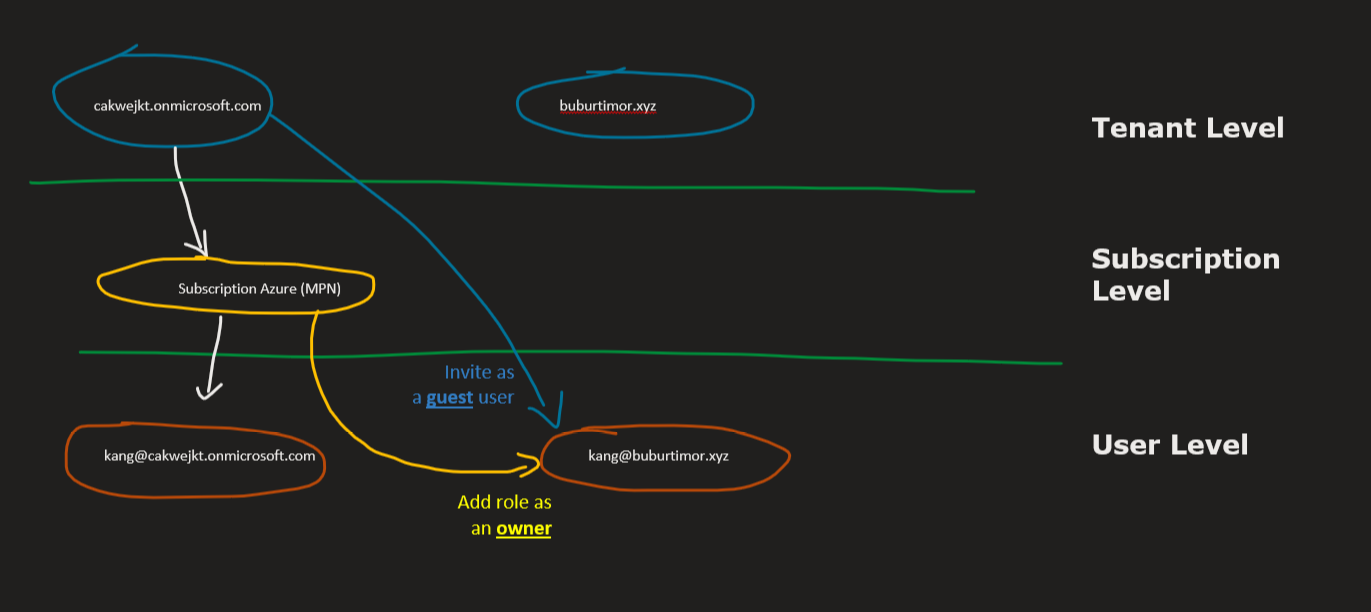 cakwejkt.onmicrosoft.com
buburtimor.xyz
Tenant Level
Subscription Azure (MPN)
Subscription
Level
Invite as
a guest user
kang@cakwejkt.onmicrosoft.com
kang@buburtimor.xyz
User Level
Add role as
an owner